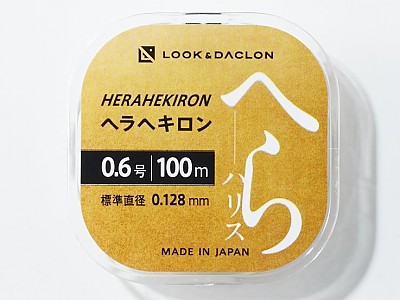 LOOK&DACLON
HERAHEKIRON
ヘラヘキロン
0.6号 100m
標準直径 0.128mm
へら
ハリス
MADE IN JAPAN